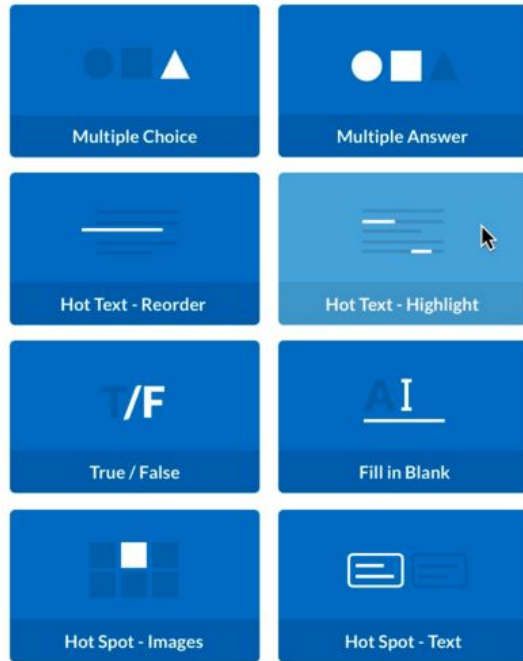 Multiple Choice
Multiple Answer
Hot Text - Reorder
Hot Text - Highlight
T/F
True / False
AI
Fill in Blank
Hot Spot - Images
Hot Spot - Text